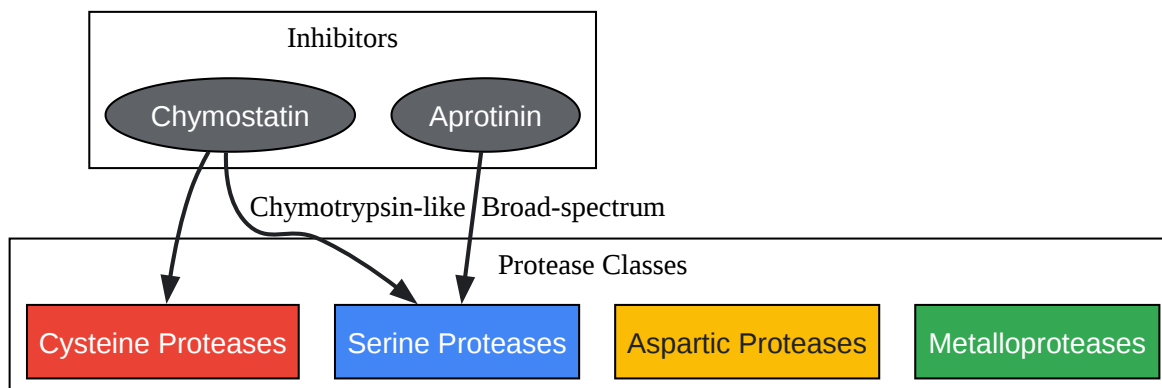 Inhibitors
Chymostatin
Aprotinin
Chymotrypsin-like
Broad-spectrum
Protease Classes
Cysteine Proteases
Serine Proteases
Aspartic Proteases
Metalloproteases